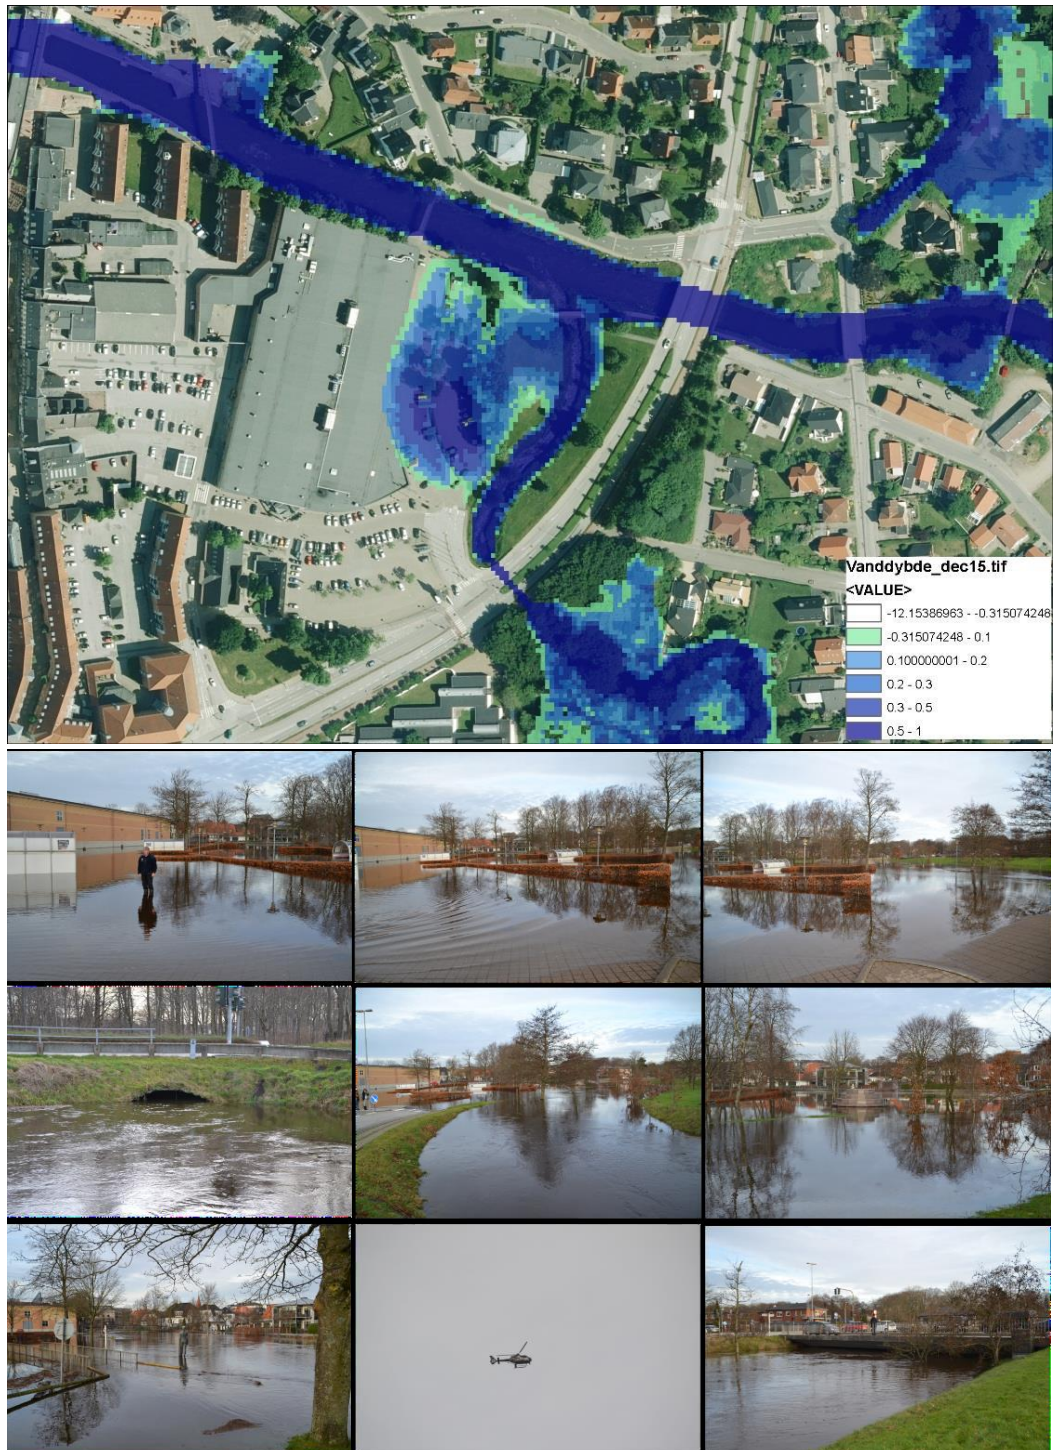 Vanddybde_dec15.tif
<VALUE>
-12.15386963 - -0.315074248
-0.315074248 - 0.1
0.100000001 - 0.2
0.2 - 0.3
0.3 - 0.5
0.5 - 1